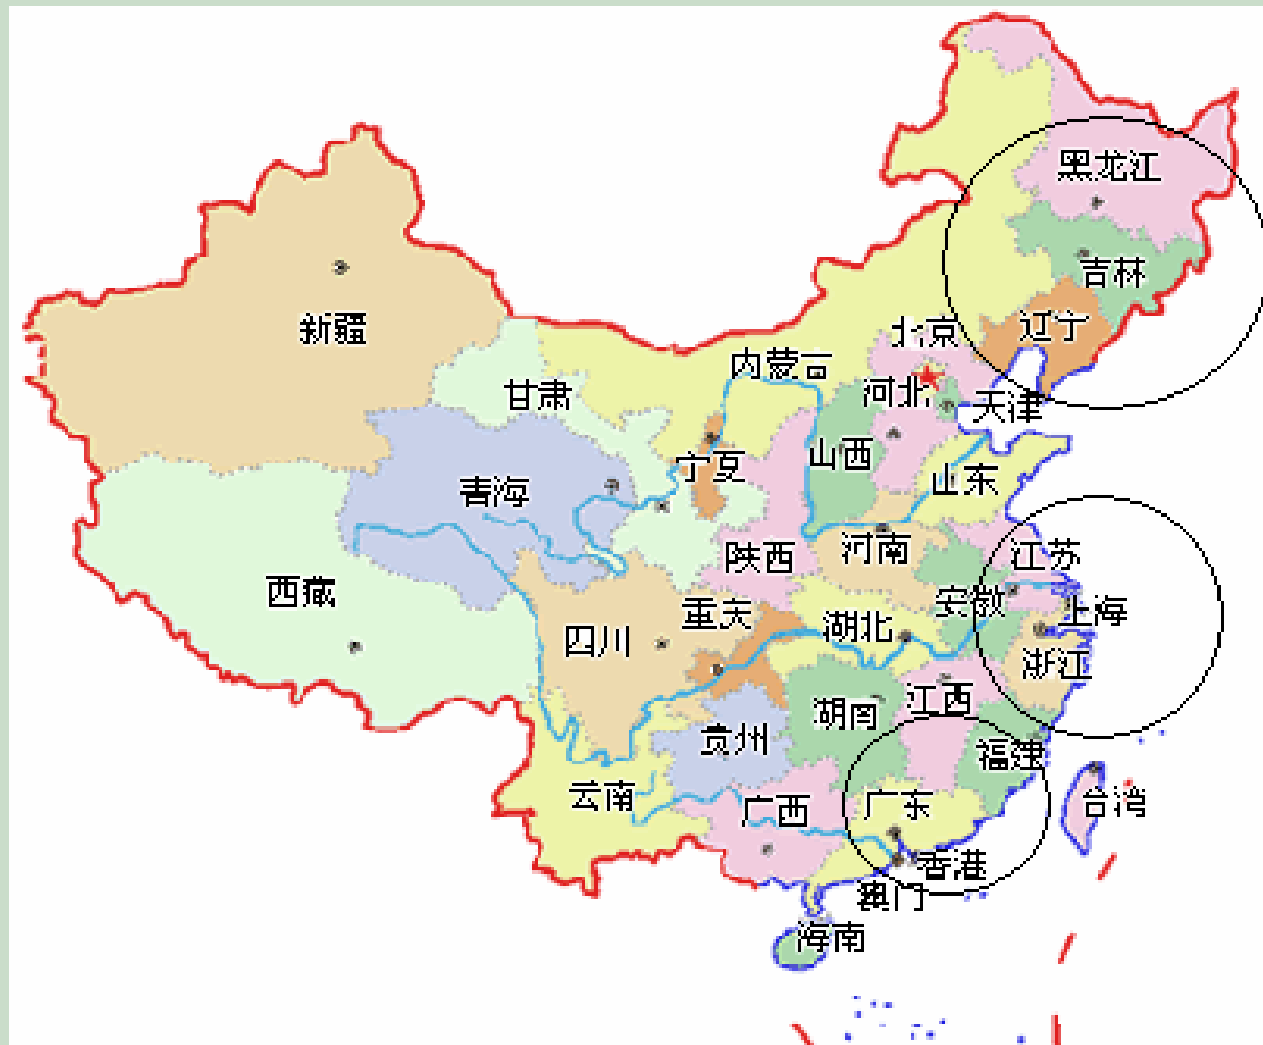 黑龙江
吉林
辽宁
北京
新疆
内蒙古
甘肃
河北
天津
山西
宁夏
山东
青海
河南
陕西
江苏
西藏
安徽
上海
重庆
湖北
四川
浙江
江西
湖南
贵州
福建
云南
广西
广东
台湾
香港
澳门
海南